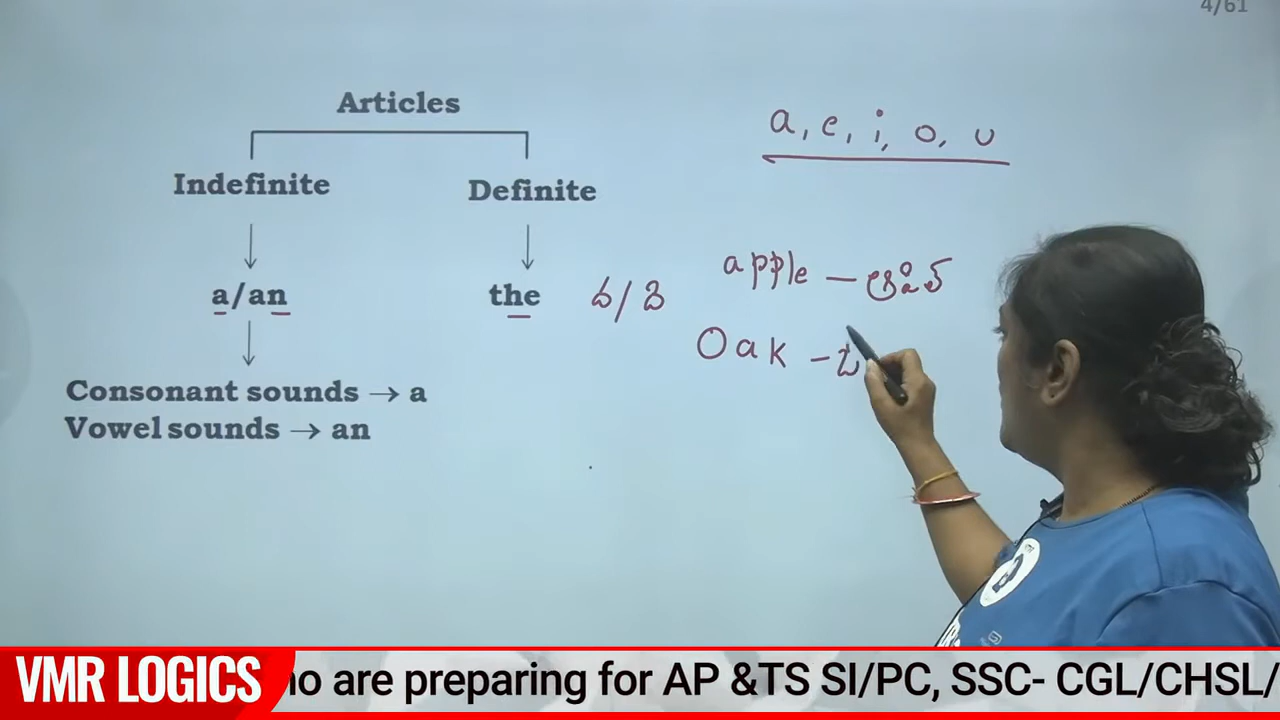 4/61
Articles
a, e, i, o, u
Indefinite
Definite
a/an
the ద / ది
apple –
Oak –
Consonant sounds → a
Vowel sounds → an
VMR LOGICS
who are preparing for AP &TS SI/PC, SSC- CGL/CHSL/